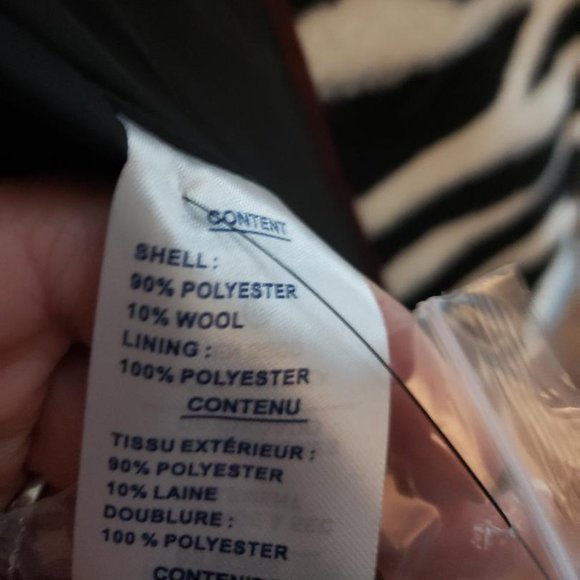 CONTENT
SHELL:
90% POLYESTER
10% WOOL
LINING:
100% POLYESTER
CONTENU
TISSU EXTÉRIEUR:
90% POLYESTER
10% LAINE
DOUBLURE:
100 % POLYESTER